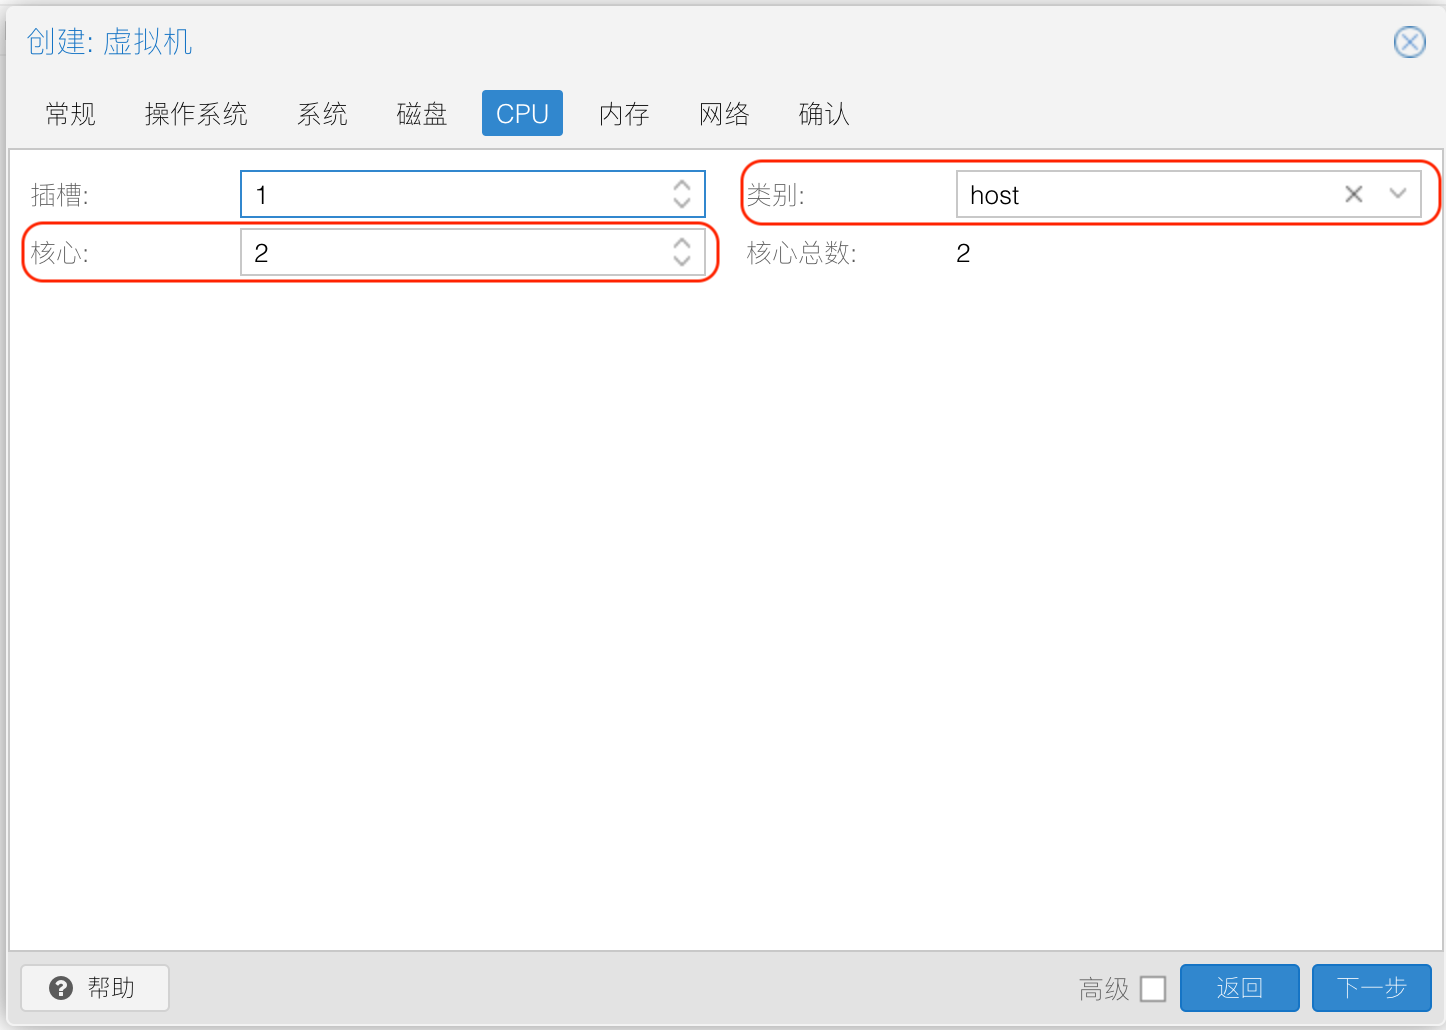 创建: 虚拟机
常规 操作系统 系统 磁盘 CPU 内存 网络 确认
插槽: 1 类别: host
核心: 2 核心总数: 2
帮助 高级 返回 下一步